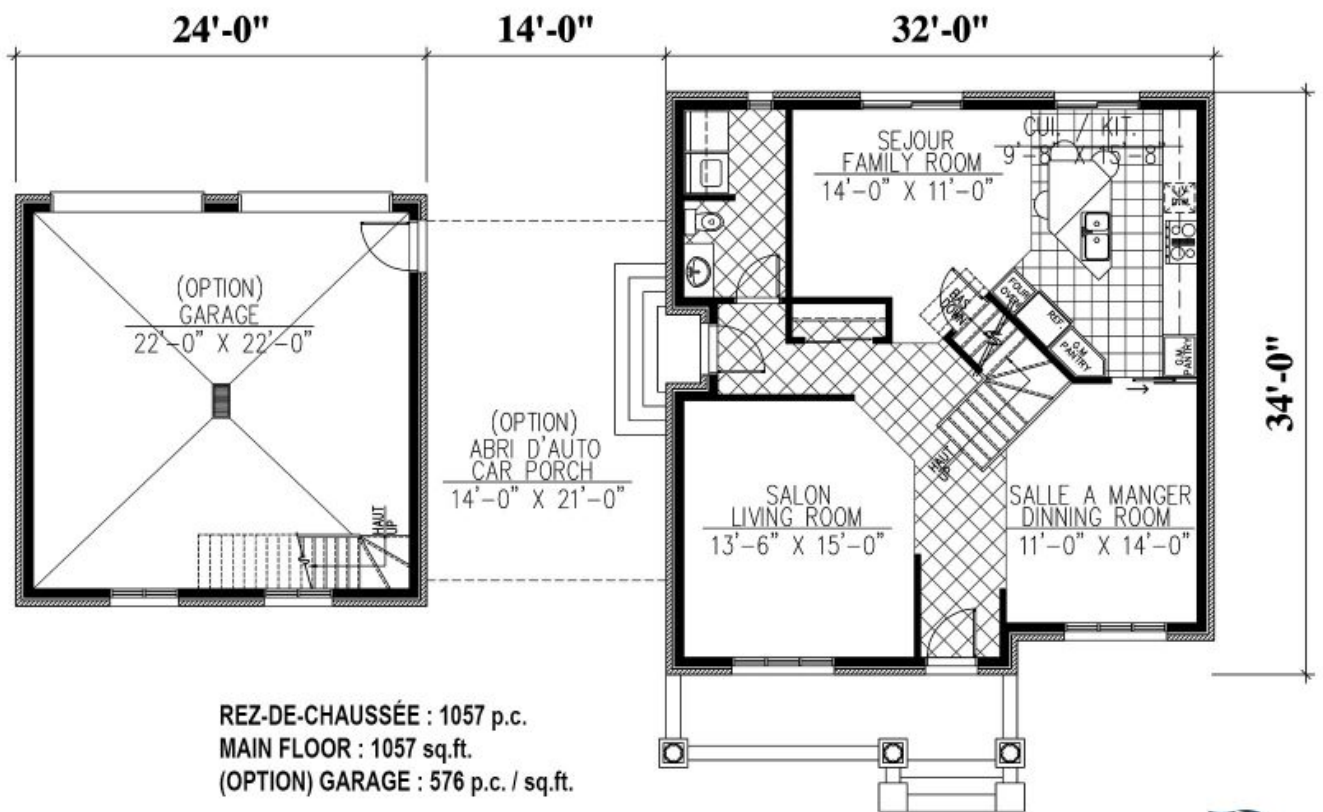 24'-0"
14'-0"
32'-0"
34'-0"
(OPTION)
GARAGE
22'-0" X 22'-0"
HAUT
UP
(OPTION)
ABRI D'AUTO
CAR PORCH
14'-0" X 21'-0"
SEJOUR
FAMILY ROOM
14'-0" X 11'-0"
CUI. / KIT.
9'-8" X 15'-8"
L.V.
D.W.
FOUR
OVEN
REF.
G.M.
PANTRY
G.M.
PANTRY
BAS
DOWN
HAUT
UP
SALON
LIVING ROOM
13'-6" X 15'-0"
SALLE A MANGER
DINNING ROOM
11'-0" X 14'-0"
REZ-DE-CHAUSSÉE : 1057 p.c.
MAIN FLOOR : 1057 sq.ft.
(OPTION) GARAGE : 576 p.c. / sq.ft.